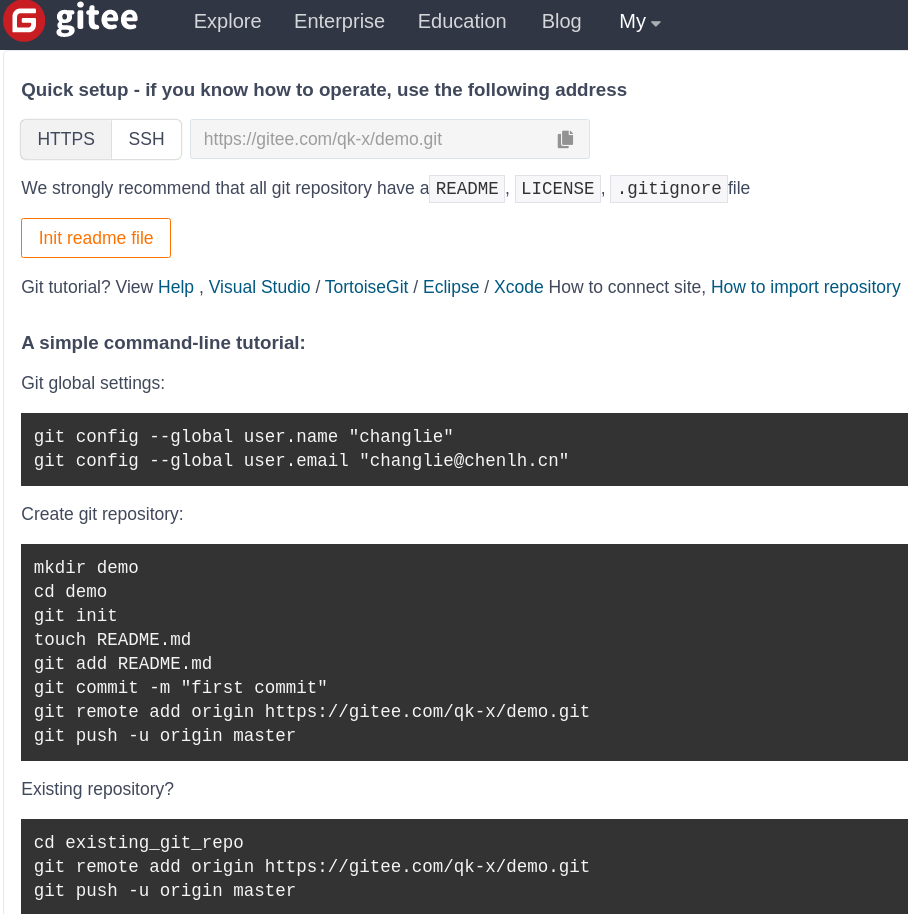 gitee Explore Enterprise Education Blog My
Quick setup - if you know how to operate, use the following address
HTTPS SSH https://gitee.com/qk-x/demo.git
We strongly recommend that all git repository have a README, LICENSE, .gitignore file
Init readme file
Git tutorial? View Help , Visual Studio / TortoiseGit / Eclipse / Xcode How to connect site, How to import repository
A simple command-line tutorial:
Git global settings:
git config --global user.name "changlie"
git config --global user.email "changlie@chenlh.cn"
Create git repository:
mkdir demo
cd demo
git init
touch README.md
git add README.md
git commit -m "first commit"
git remote add origin https://gitee.com/qk-x/demo.git
git push -u origin master
Existing repository?
cd existing_git_repo
git remote add origin https://gitee.com/qk-x/demo.git
git push -u origin master